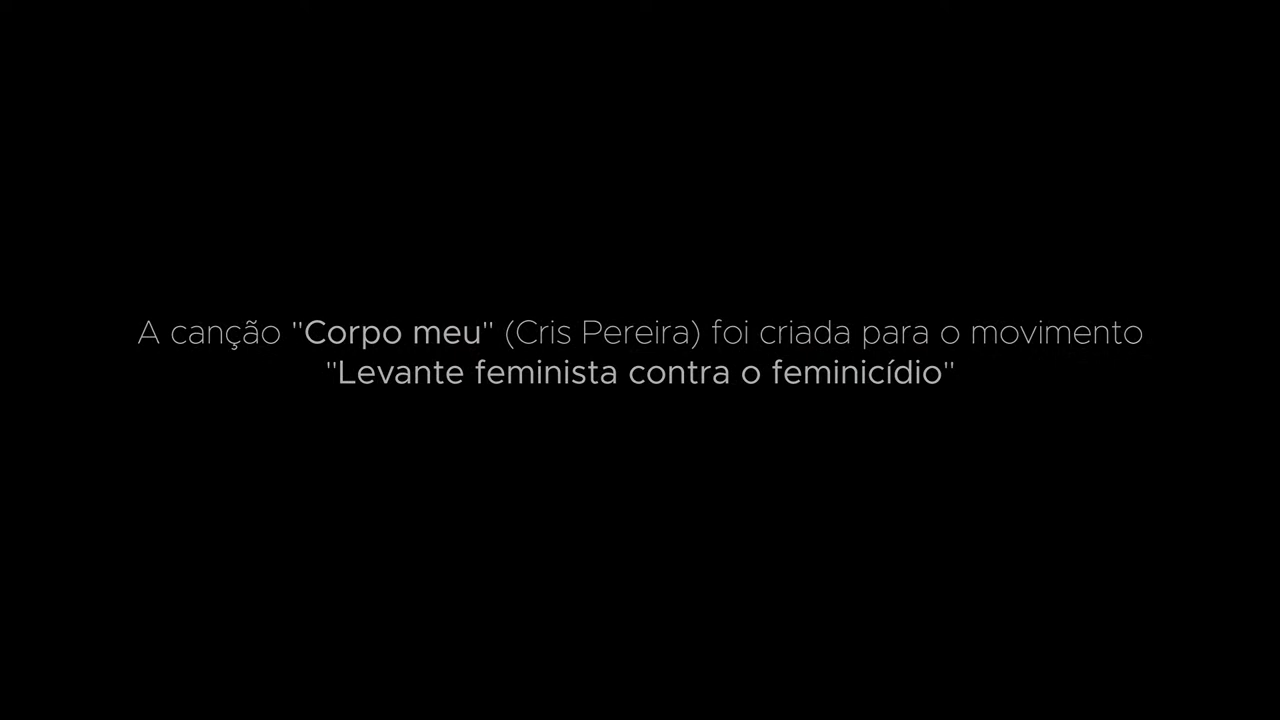 A canção "Corpo meu" (Cris Pereira) foi criada para o movimento
"Levante feminista contra o feminicídio"